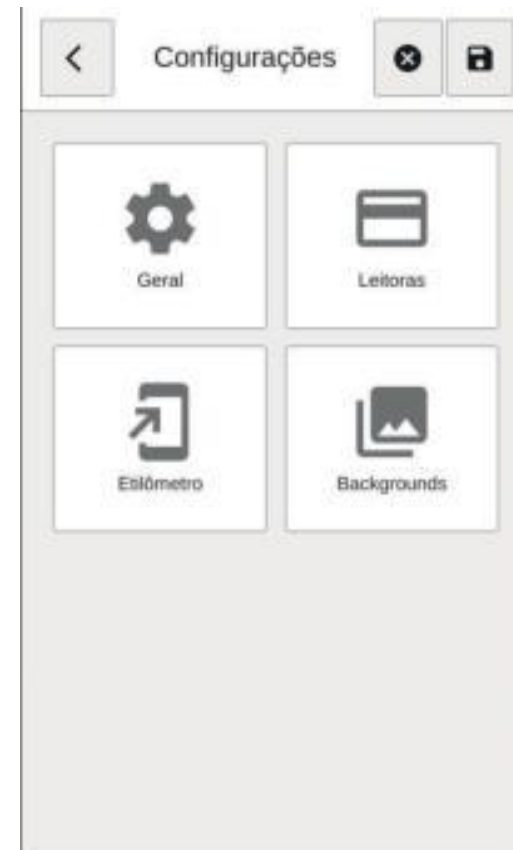 Configurações
Geral
Leitoras
Etilômetro
Backgrounds